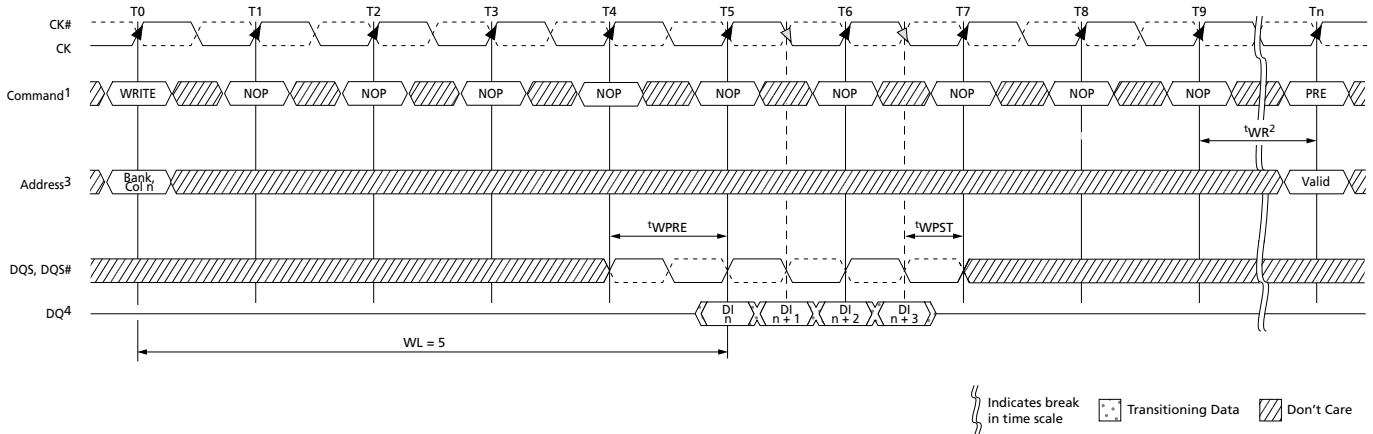 T0 T1 T2 T3 T4 T5 T6 T7 T8 T9 Tn
CK#
CK
Command1 WRITE NOP NOP NOP NOP NOP NOP NOP NOP NOP PRE
tWR2
Address3 Bank, Col n Valid
tWPRE tWPST
DQS, DQS#
DQ4 DI n DI n + 1 DI n + 2 DI n + 3
WL = 5
Indicates break in time scale
Transitioning Data
Don't Care